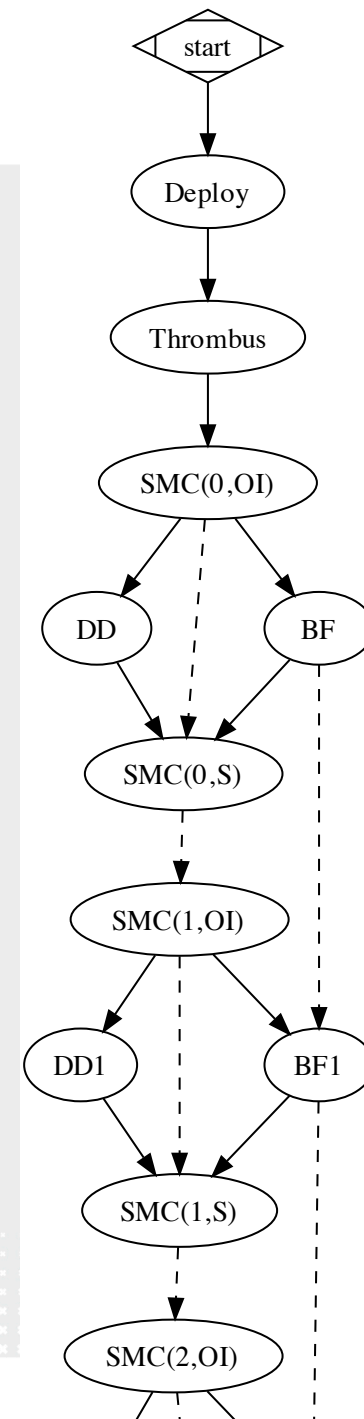 start
Deploy
Thrombus
SMC(0,OI)
DD
BF
SMC(0,S)
SMC(1,OI)
DD1
BF1
SMC(1,S)
SMC(2,OI)